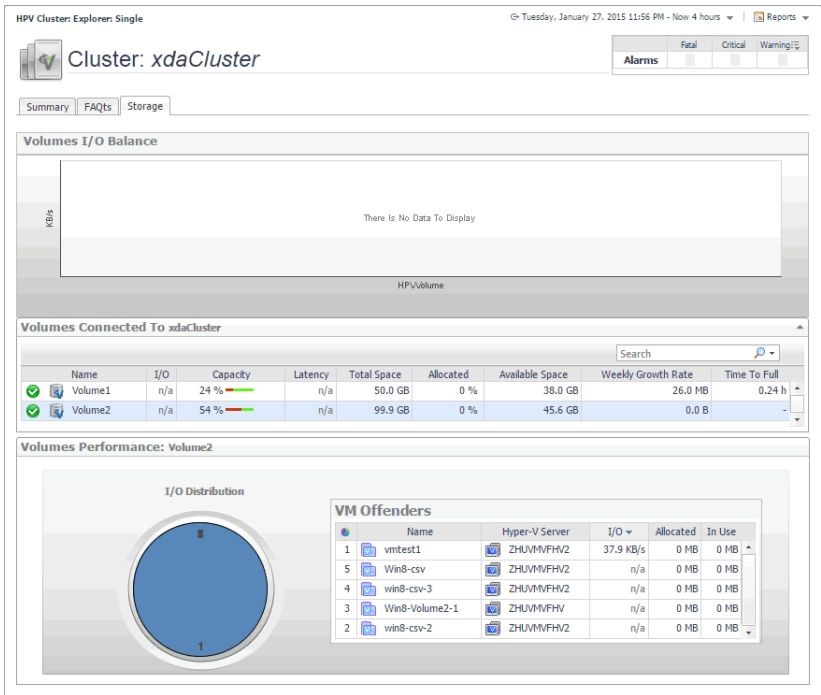 HPV Cluster: Explorer: Single
Tuesday, January 27, 2015 11:56 PM - Now 4 hours | Reports
Cluster: xdaCluster
Fatal Critical Warning
Alarms
Summary FAQts Storage
Volumes I/O Balance
KB/s
There Is No Data To Display
HPVVolume
Volumes Connected To xdaCluster
Search
Name I/O Capacity Latency Total Space Allocated Available Space Weekly Growth Rate Time To Full
Volume1 n/a 24 % n/a 50.0 GB 0 % 38.0 GB 26.0 MB 0.24 h
Volume2 n/a 54 % n/a 99.9 GB 0 % 45.6 GB 0.0 B -
Volumes Performance: Volume2
I/O Distribution
1
VM Offenders
Name Hyper-V Server I/O Allocated In Use
1 vmtest1 ZHUVMVFHV2 37.9 KB/s 0 MB 0 MB
5 Win8-csv ZHUVMVFHV2 n/a 0 MB 0 MB
4 win8-csv-3 ZHUVMVFHV2 n/a 0 MB 0 MB
3 Win8-Volume2-1 ZHUVMVFHV n/a 0 MB 0 MB
2 win8-csv-2 ZHUVMVFHV2 n/a 0 MB 0 MB